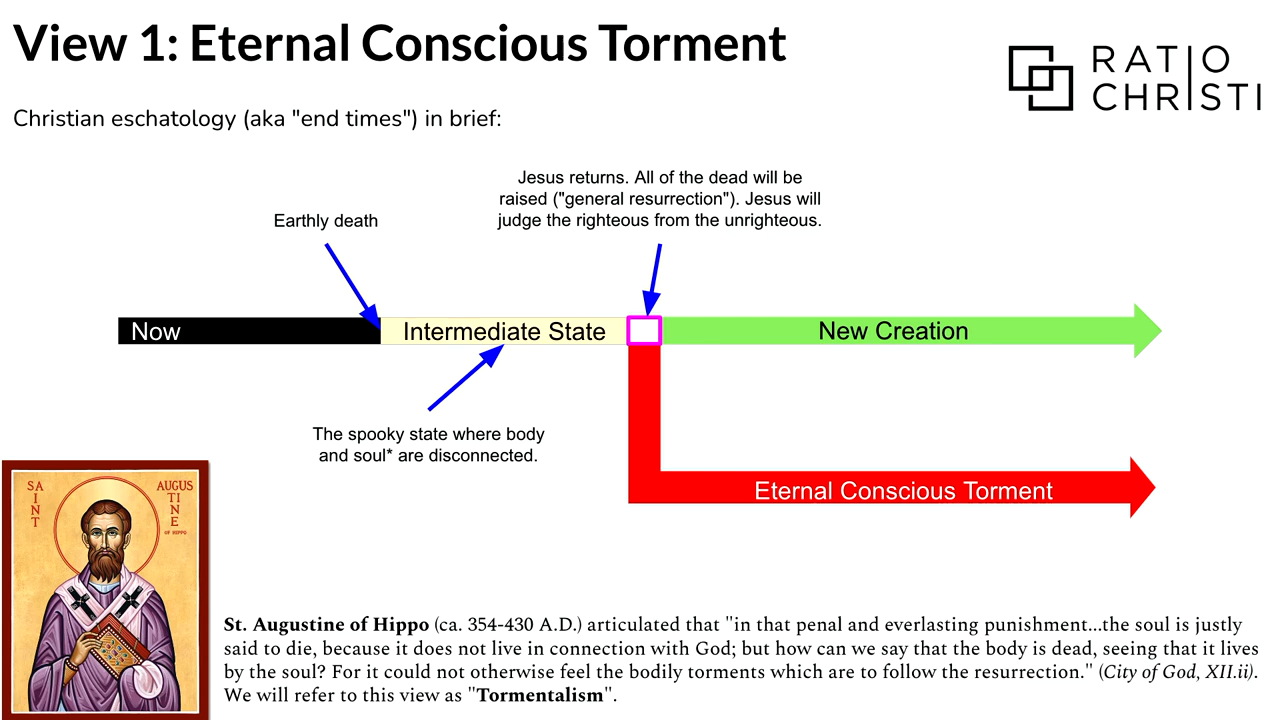 View 1: Eternal Conscious Torment
RATIO
CHRISTI
Christian eschatology (aka "end times") in brief:
Jesus returns. All of the dead will be
raised ("general resurrection"). Jesus will
judge the righteous from the unrighteous.
Earthly death
Now
Intermediate State
New Creation
The spooky state where body
and soul* are disconnected.
Eternal Conscious Torment
SAINT
AUGUSTINE
OF HIPPO
St. Augustine of Hippo (ca. 354-430 A.D.) articulated that "in that penal and everlasting punishment...the soul is justly
said to die, because it does not live in connection with God; but how can we say that the body is dead, seeing that it lives
by the soul? For it could not otherwise feel the bodily torments which are to follow the resurrection." (City of God, XII.ii).
We will refer to this view as "Tormentalism".